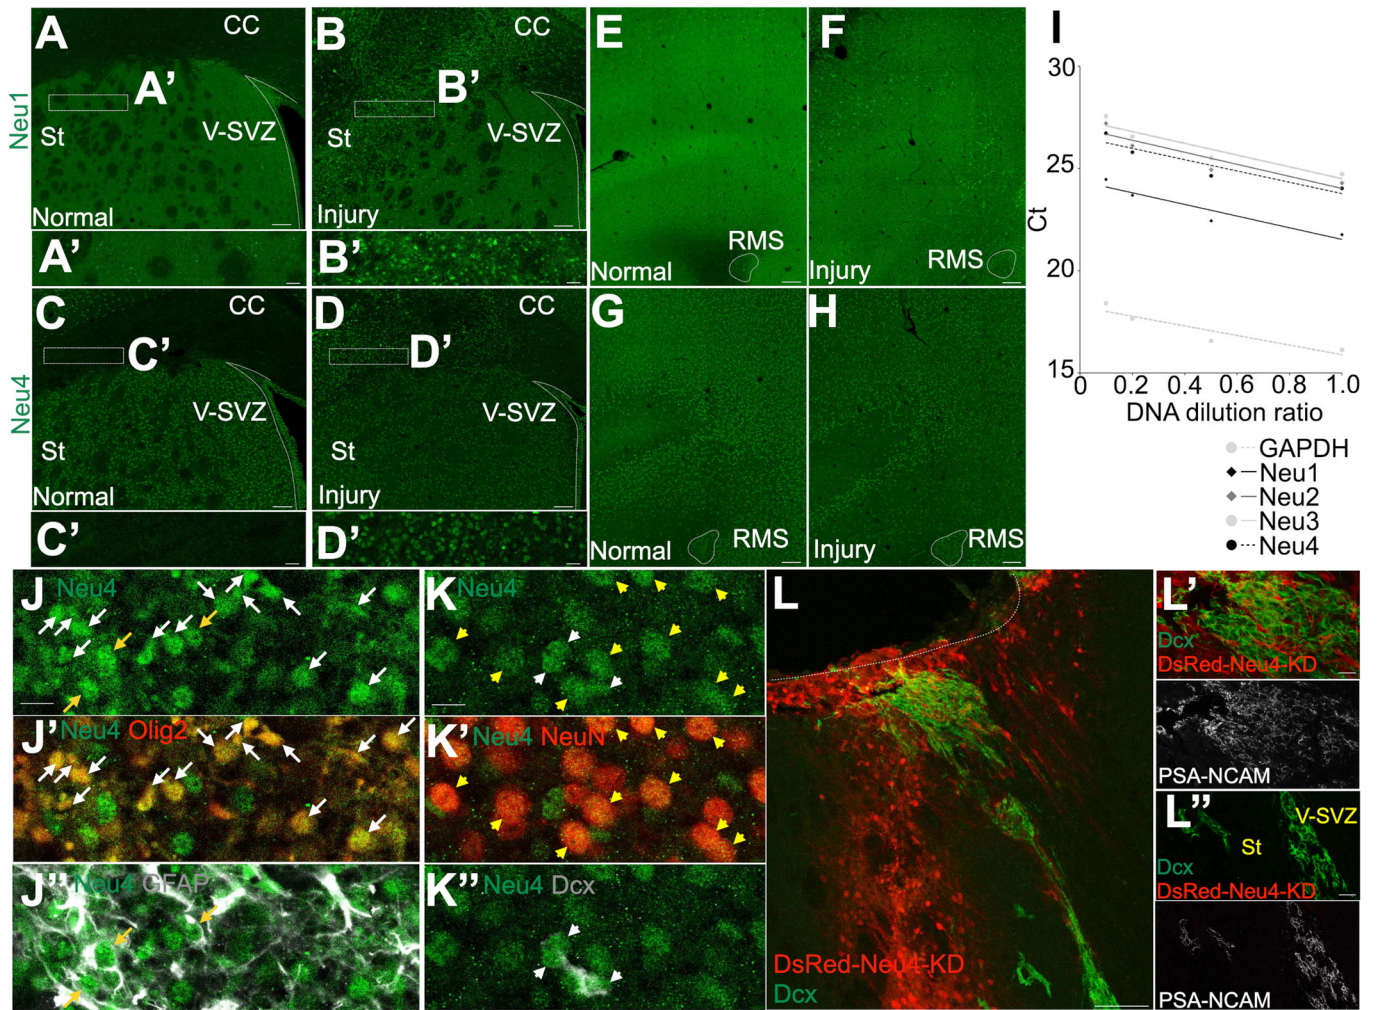 A
CC
A’
St
V-SVZ
Normal
Neu1
B
CC
B’
V-SVZ
St
Injury
A’
B’
E
RMS
Normal
F
RMS
Injury
C
CC
C’
V-SVZ
St
Normal
Neu4
D
CC
D’
V-SVZ
St
Injury
C’
D’
G
Normal
RMS
H
Injury
RMS
I
30
25
20
15
Ct
0
0.2
0.4
0.6
0.8
1.0
DNA dilution ratio
GAPDH
Neu1
Neu2
Neu3
Neu4
J Neu4
J’ Neu4 Olig2
J’’ Neu4 GFAP
K Neu4
K’ Neu4 NeuN
K’’ Neu4 Dcx
L
DsRed-Neu4-KD
Dcx
L’
Dcx
DsRed-Neu4-KD
PSA-NCAM
L’’
V-SVZ
St
Dcx
DsRed-Neu4-KD
PSA-NCAM